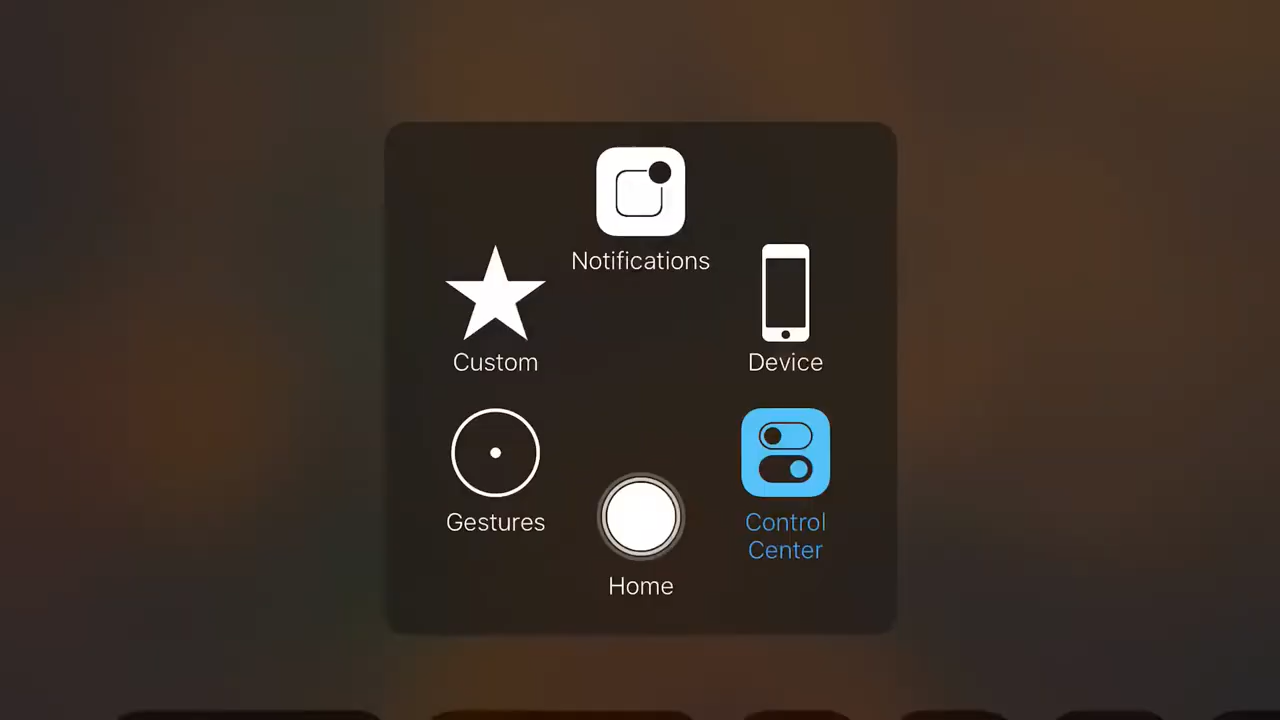 Notifications
Custom
Device
Gestures
Control
Center
Home